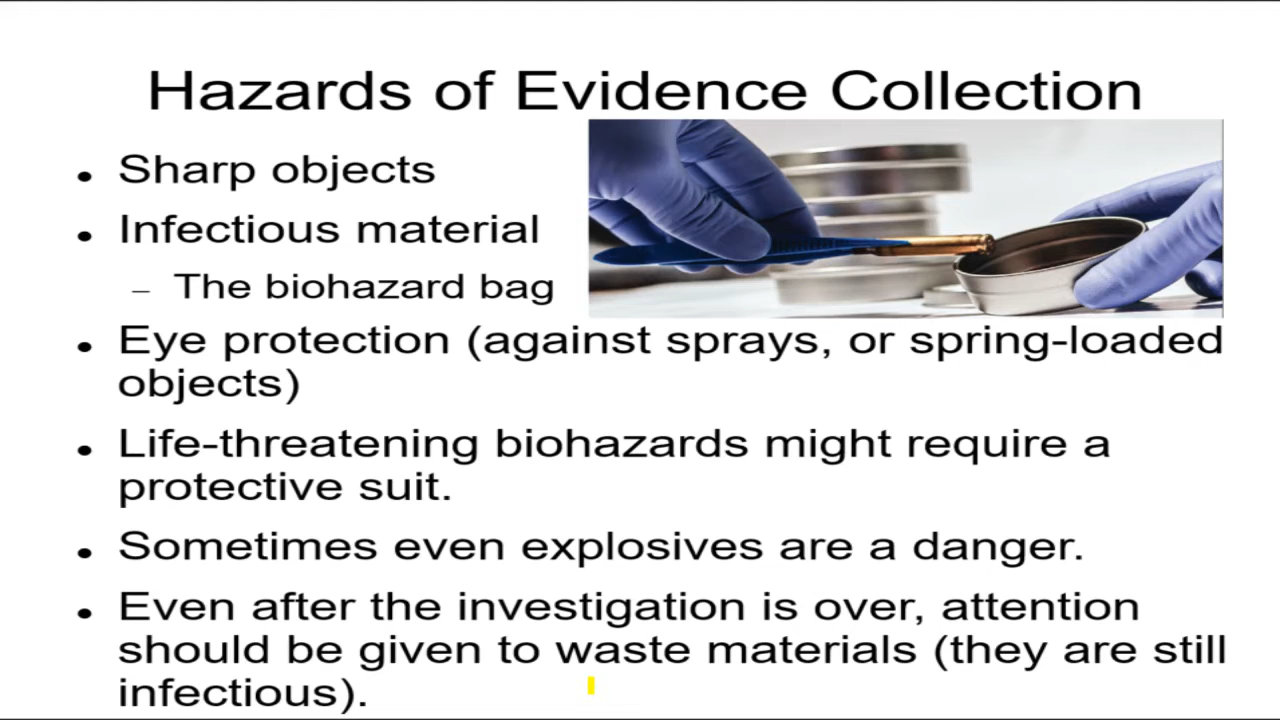 Hazards of Evidence Collection
• Sharp objects
• Infectious material
– The biohazard bag
• Eye protection (against sprays, or spring-loaded
objects)
• Life-threatening biohazards might require a
protective suit.
• Sometimes even explosives are a danger.
• Even after the investigation is over, attention
should be given to waste materials (they are still
infectious).